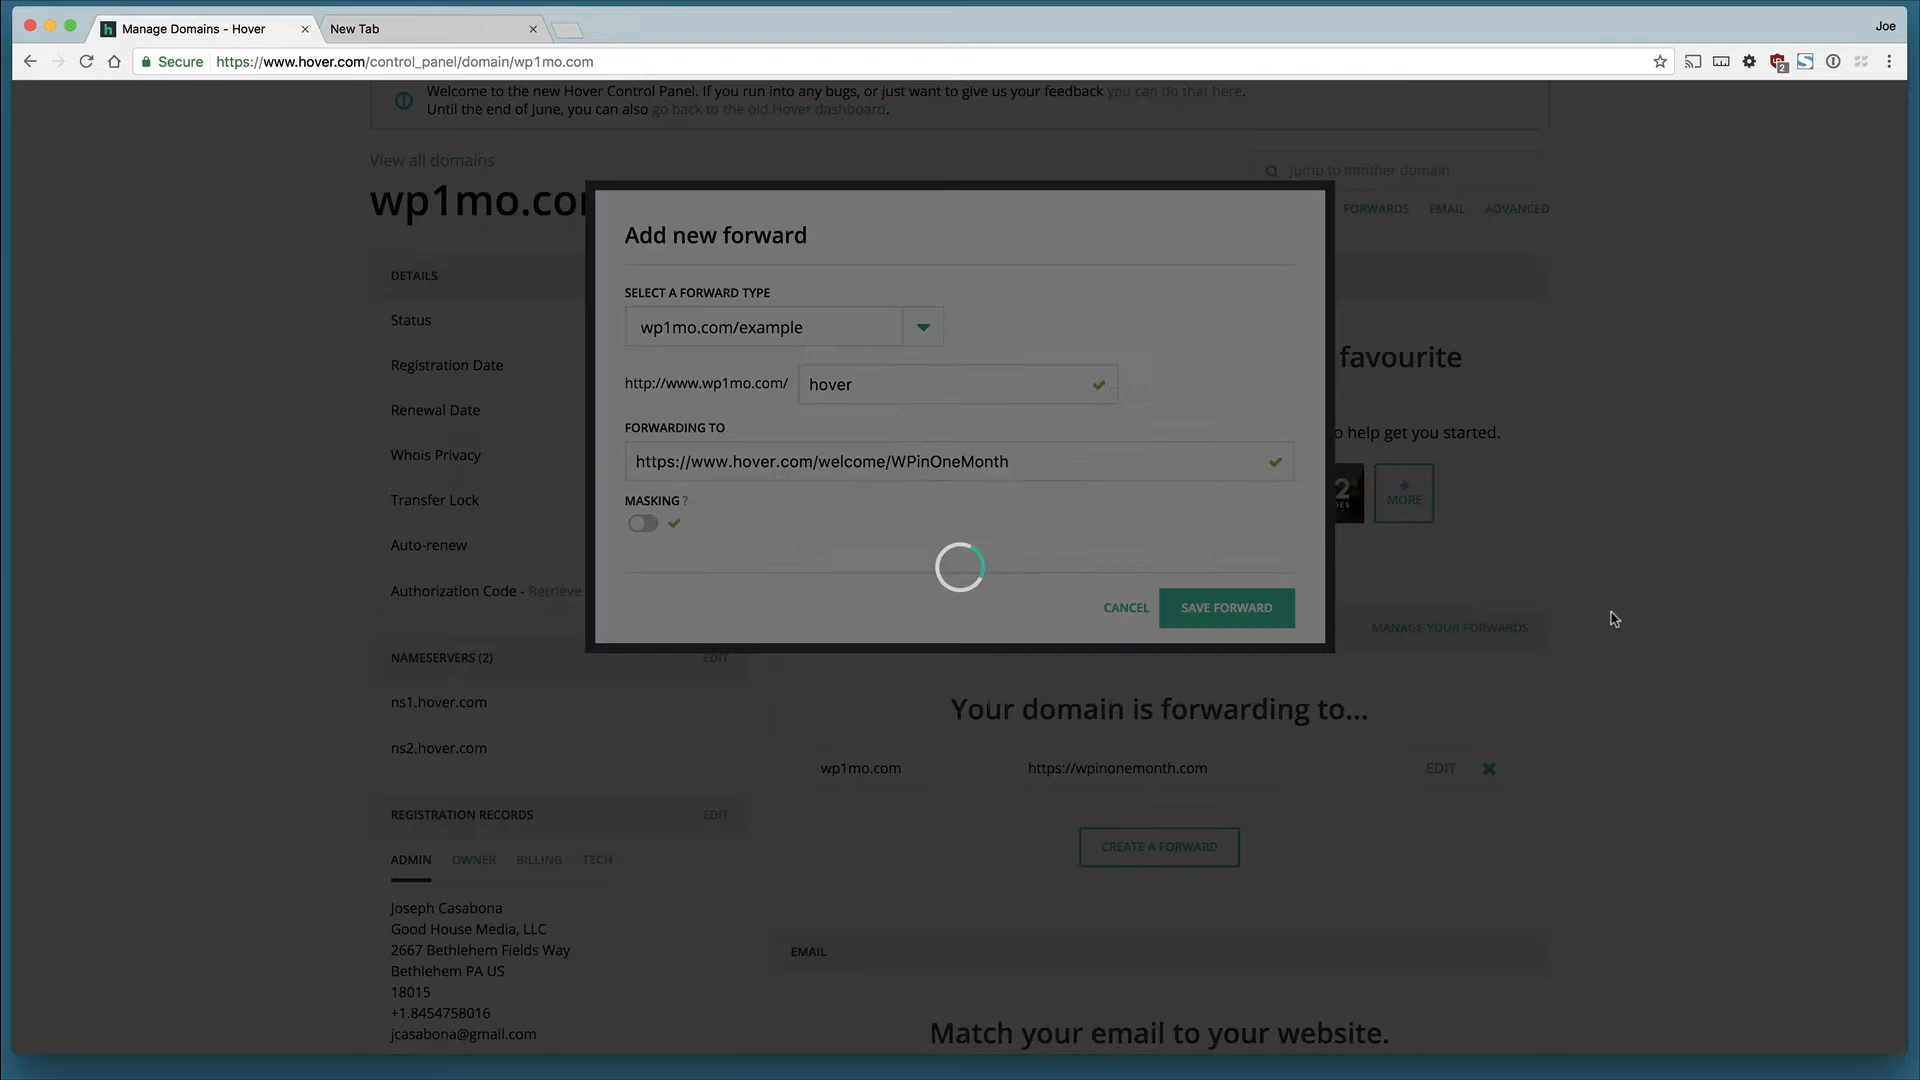 Manage Domains - Hover
New Tab
Joe
Secure https://www.hover.com/control_panel/domain/wp1mo.com
2
Welcome to the new Hover Control Panel. If you run into any bugs, or just want to give us your feedback you can do that here.
Until the end of June, you can also go back to the old Hover dashboard.
View all domains
Jump to another domain
wp1mo.co
FORWARDS EMAIL ADVANCED
Add new forward
DETAILS
SELECT A FORWARD TYPE
Status
wp1mo.com/example
favourite
Registration Date
http://www.wp1mo.com/ hover
Renewal Date
FORWARDING TO
to help get you started.
Whois Privacy
https://www.hover.com/welcome/WPinOneMonth
Transfer Lock
MASKING ?
2
MORE
Auto-renew
Authorization Code - Retrieve
CANCEL SAVE FORWARD
MANAGE YOUR FORWARDS
NAMESERVERS (2) EDIT
ns1.hover.com
Your domain is forwarding to...
ns2.hover.com
wp1mo.com https://wpinonemonth.com EDIT
REGISTRATION RECORDS EDIT
CREATE A FORWARD
ADMIN OWNER BILLING TECH
Joseph Casabona
Good House Media, LLC
2667 Bethlehem Fields Way
Bethlehem PA US
18015
+1.8454758016
jcasabona@gmail.com
EMAIL
Match your email to your website.